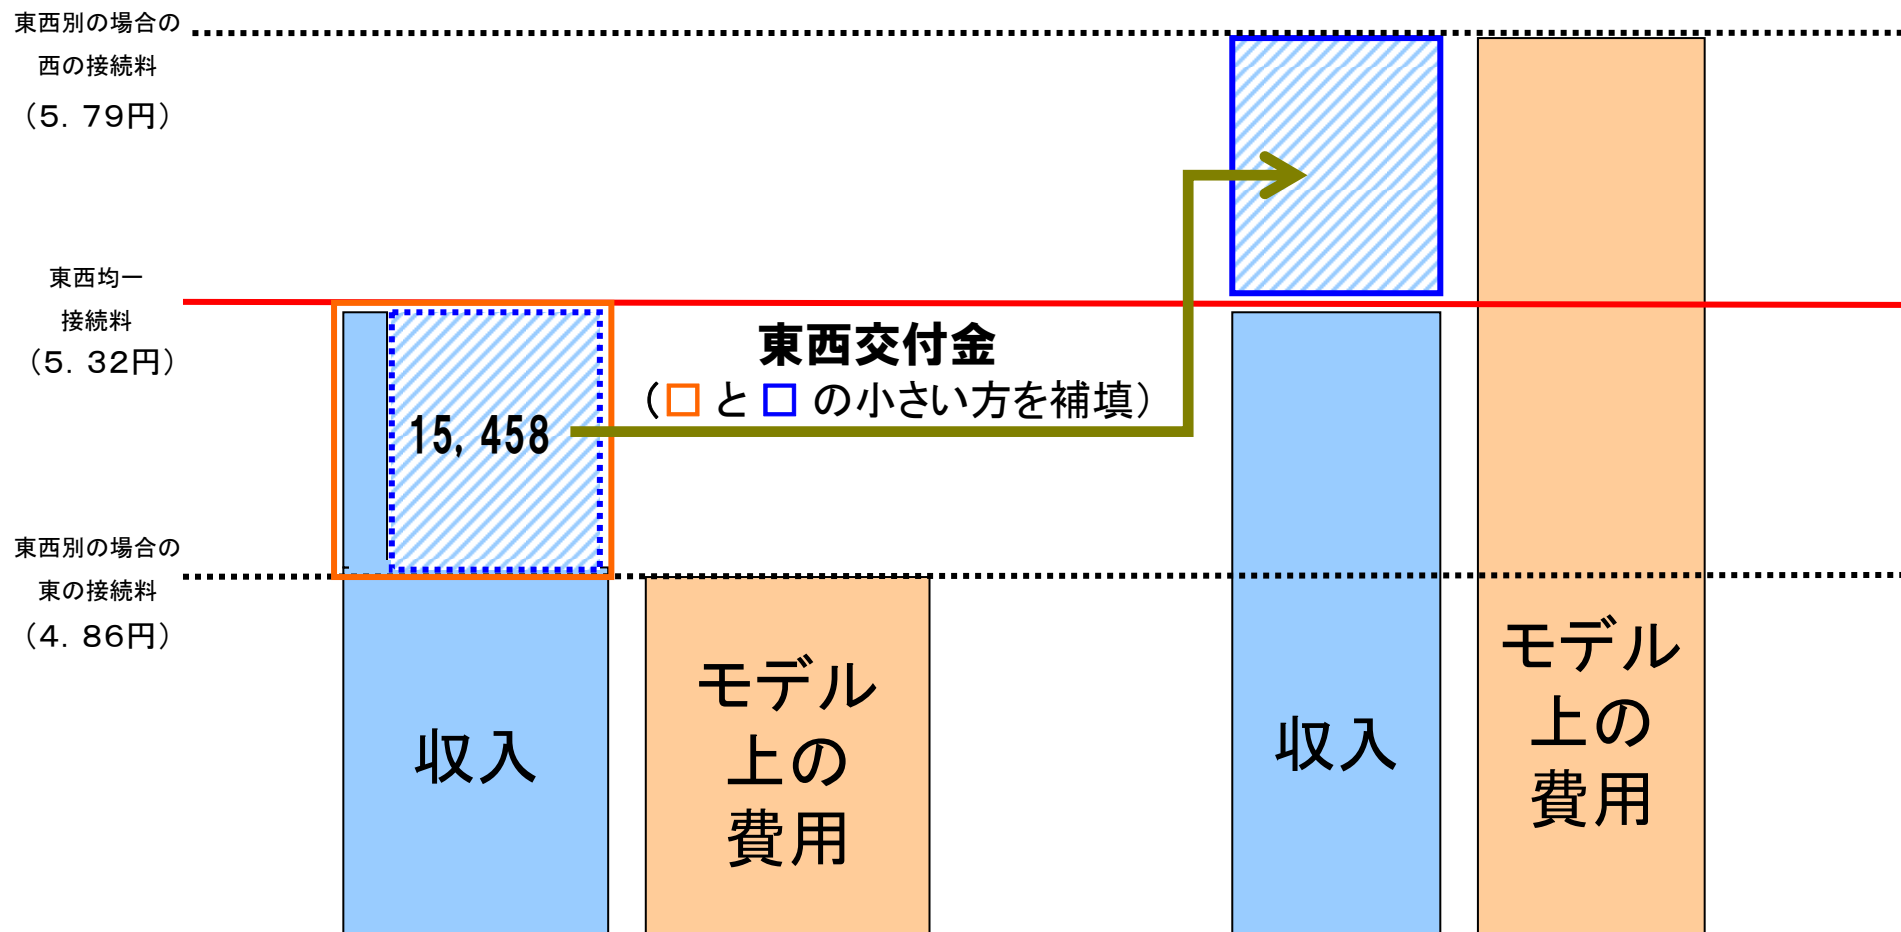 東西別の場合の
西の接続料
（５．７９円）
東西均一
接続料
（５．３２円）
東西交付金
（□ と □ の小さい方を補填）
１５，４５８
東西別の場合の
東の接続料
（４．８６円）
収入
モデル
上の
費用
収入
モデル
上の
費用